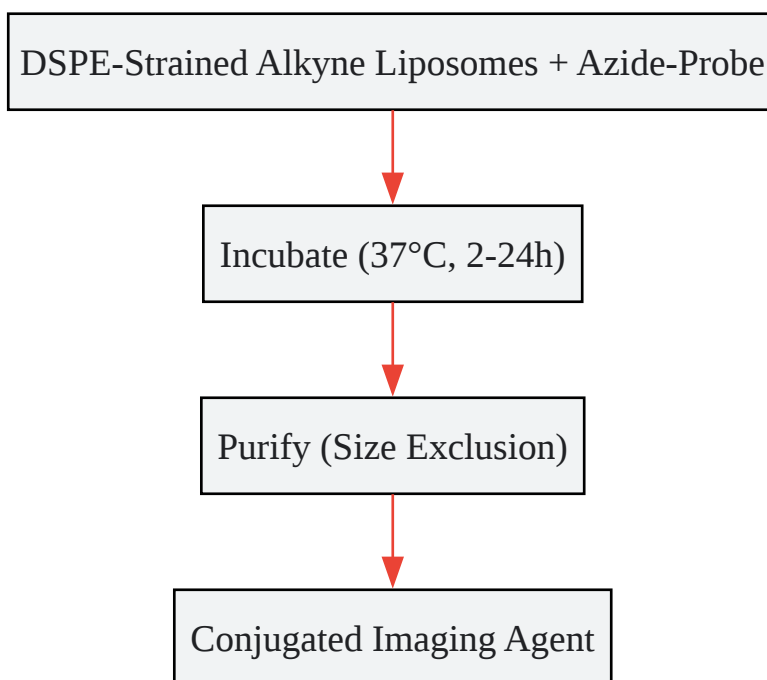 DSPE-Strained Alkyne Liposomes + Azide-Probe
Incubate (37°C, 2-24h)
Purify (Size Exclusion)
Conjugated Imaging Agent